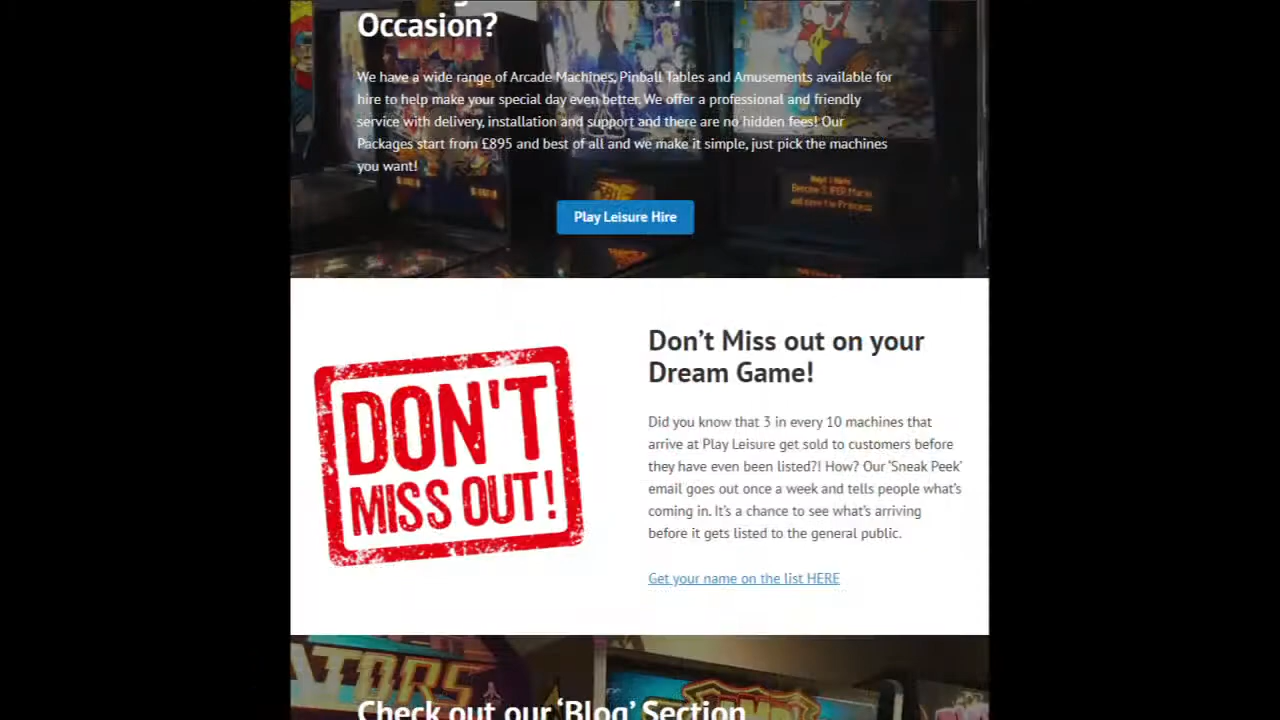 Occasion?
We have a wide range of Arcade Machines, Pinball Tables and Amusements available for
hire to help make your special day even better. We offer a professional and friendly
service with delivery, installation and support and there are no hidden fees! Our
Packages start from £895 and best of all and we make it simple, just pick the machines
you want!
Play Leisure Hire
DON'T
MISS OUT!
Don’t Miss out on your
Dream Game!
Did you know that 3 in every 10 machines that
arrive at Play Leisure get sold to customers before
they have even been listed?! How? Our ‘Sneak Peek’
email goes out once a week and tells people what’s
coming in. It’s a chance to see what’s arriving
before it gets listed to the general public.
Get your name on the list HERE
ATORS
Check out our ‘Blog’ Section